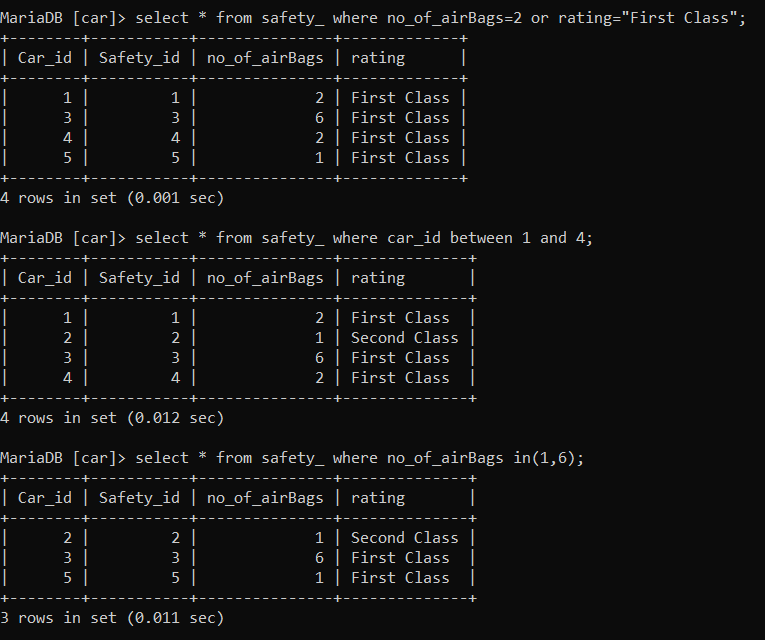 MariaDB [car]> select * from safety_ where no_of_airBags=2 or rating="First Class";
+--------+-----------+---------------+-------------+
| Car_id | Safety_id | no_of_airBags | rating      |
+--------+-----------+---------------+-------------+
|      1 |         1 |             2 | First Class |
|      3 |         3 |             6 | First Class |
|      4 |         4 |             2 | First Class |
|      5 |         5 |             1 | First Class |
+--------+-----------+---------------+-------------+
4 rows in set (0.001 sec)

MariaDB [car]> select * from safety_ where car_id between 1 and 4;
+--------+-----------+---------------+--------------+
| Car_id | Safety_id | no_of_airBags | rating       |
+--------+-----------+---------------+--------------+
|      1 |         1 |             2 | First Class  |
|      2 |         2 |             1 | Second Class |
|      3 |         3 |             6 | First Class  |
|      4 |         4 |             2 | First Class  |
+--------+-----------+---------------+--------------+
4 rows in set (0.012 sec)

MariaDB [car]> select * from safety_ where no_of_airBags in(1,6);
+--------+-----------+---------------+--------------+
| Car_id | Safety_id | no_of_airBags | rating       |
+--------+-----------+---------------+--------------+
|      2 |         2 |             1 | Second Class |
|      3 |         3 |             6 | First Class  |
|      5 |         5 |             1 | First Class  |
+--------+-----------+---------------+--------------+
3 rows in set (0.011 sec)